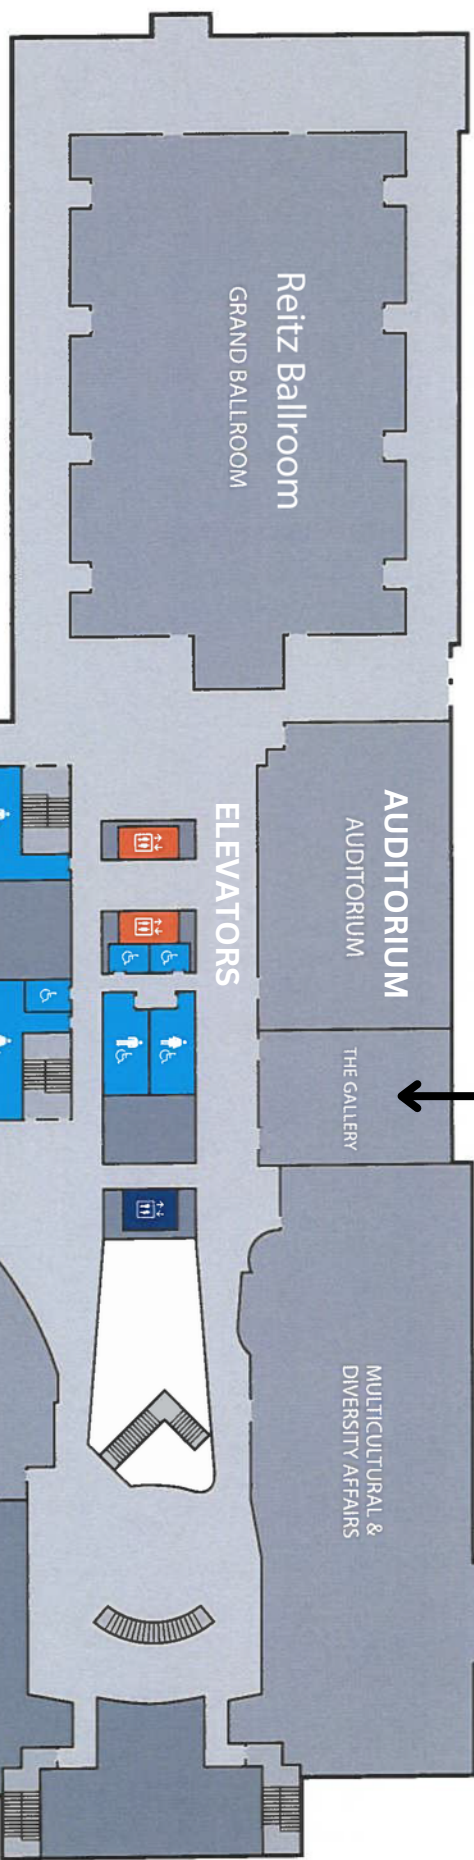 Reitz Ballroom
GRAND BALLROOM
AUDITORIUM
AUDITORIUM
ELEVATORS
THE GALLERY
MULTICULTURAL &
DIVERSITY AFFAIRS